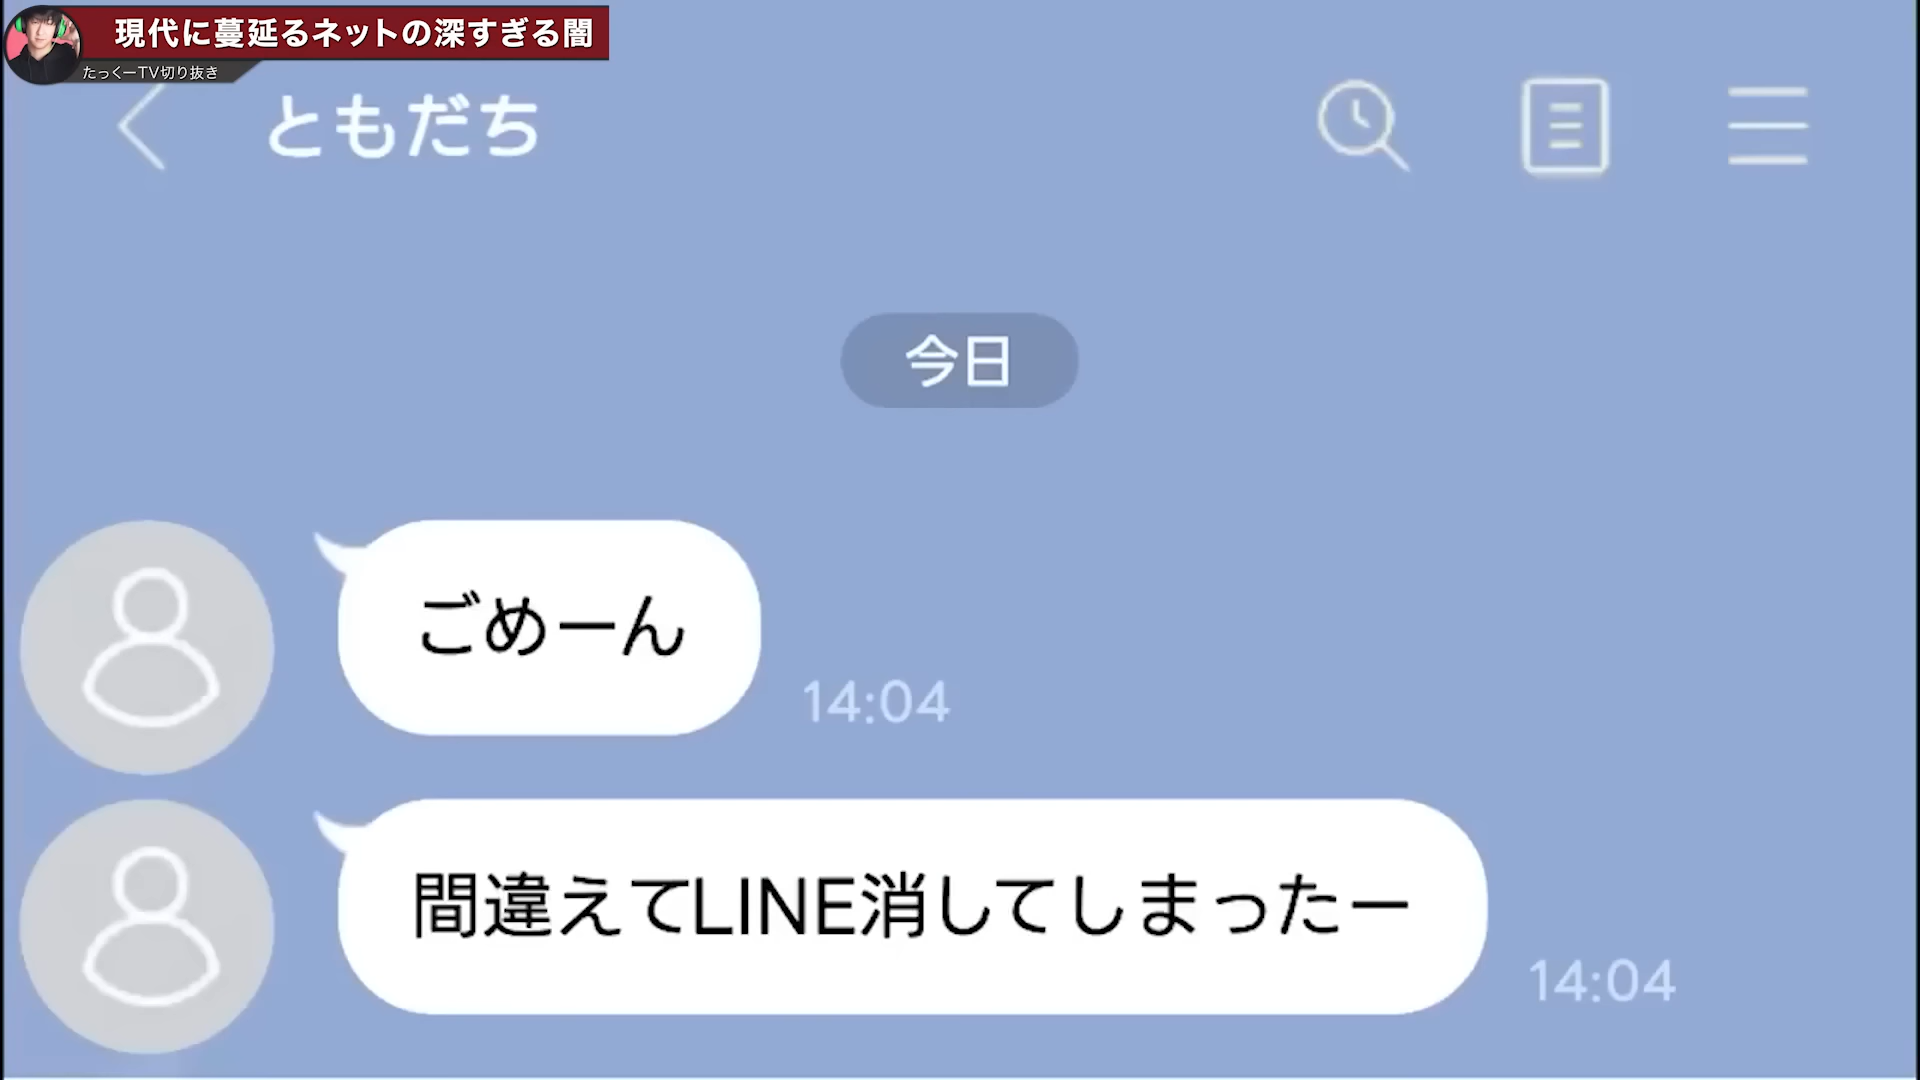 現代に蔓延るネットの深すぎる闇
たっくーTV切り抜き
ともだち
今日
ごめーん
14:04
間違えてLINE消してしまったー
14:04